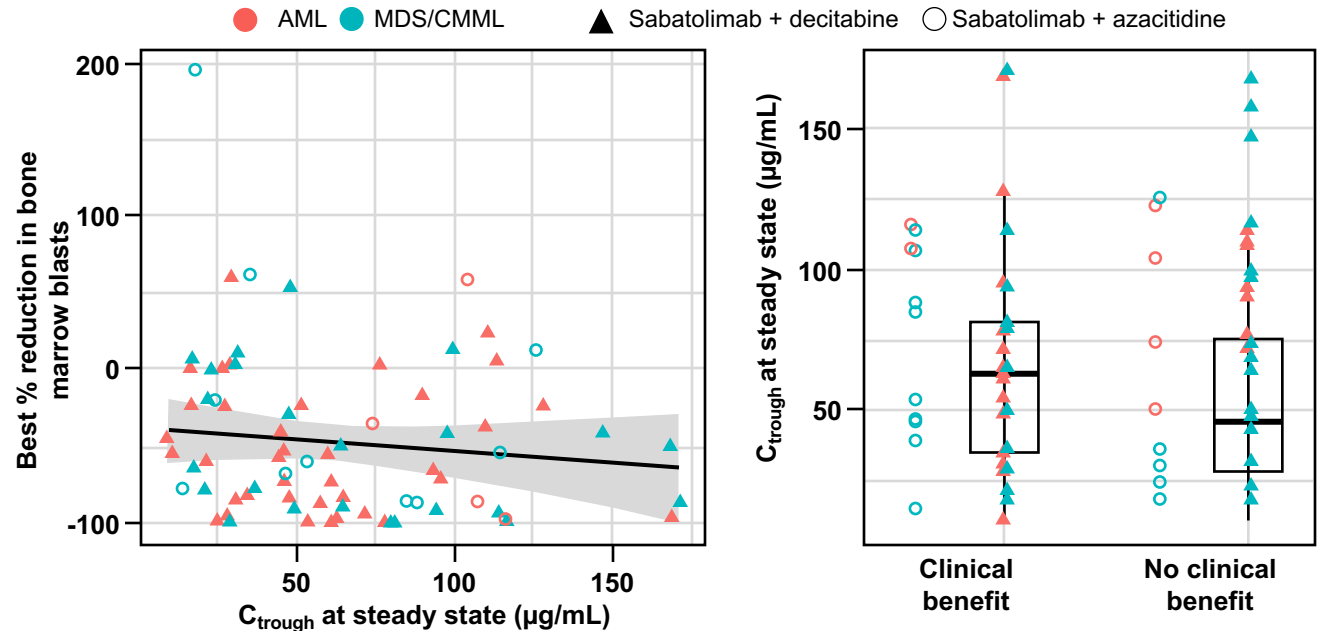 AML MDS/CMML Sabatolimab + decitabine Sabatolimab + azacitidine
Best % reduction in bone
marrow blasts
200
100
0
-100
50 100 150
Ctrough at steady state (µg/mL)
Ctrough at steady state (µg/mL)
150
100
50
Clinical
benefit
No clinical
benefit